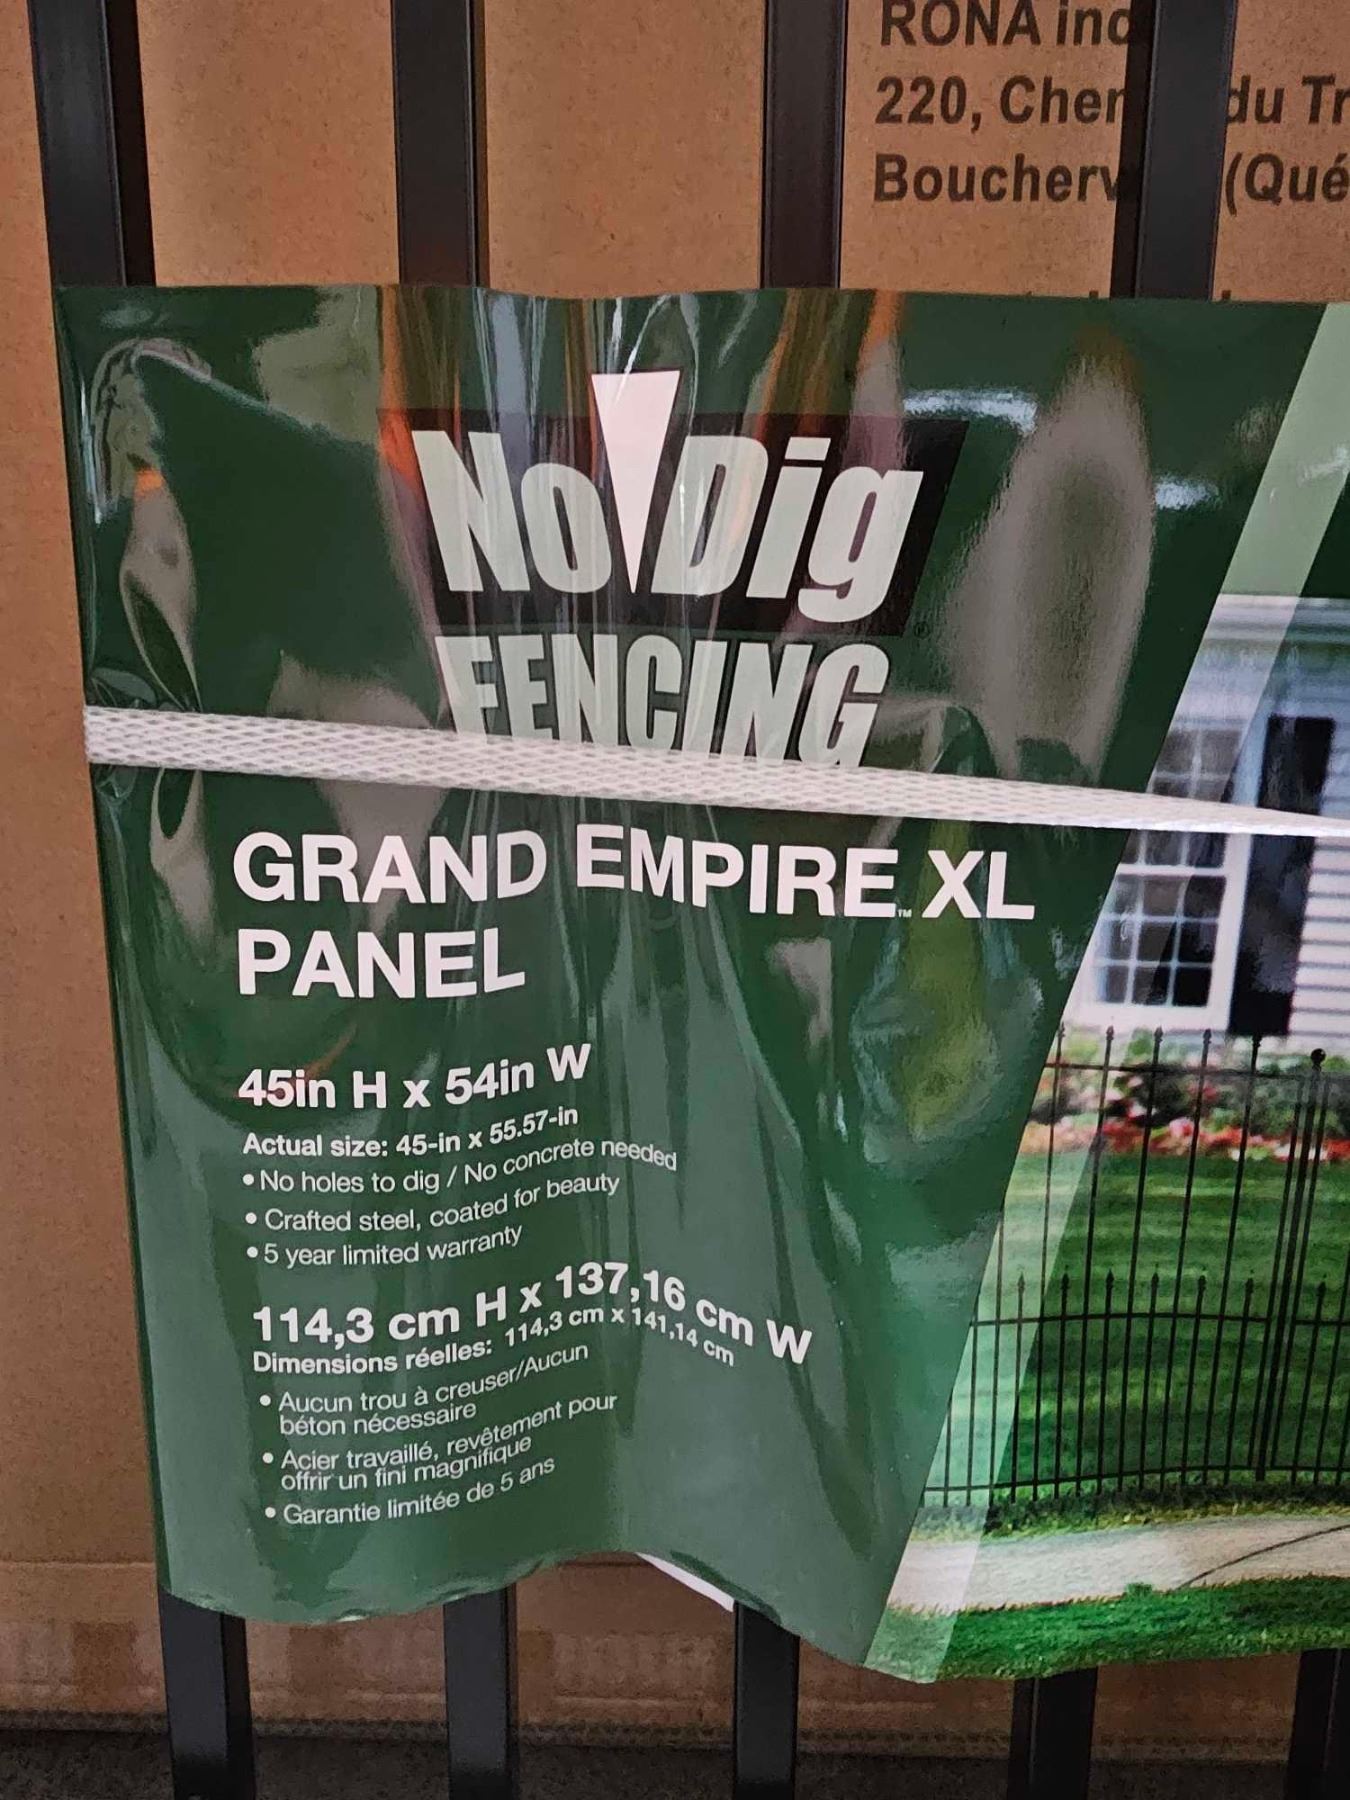 RONA inc
220, Chem du Tr
Boucherv (Qué
No Dig
FENCING
GRAND EMPIRE™ XL
PANEL
45in H x 54in W
Actual size: 45-in x 55.57-in
• No holes to dig / No concrete needed
• Crafted steel, coated for beauty
• 5 year limited warranty
114,3 cm H x 137,16 cm W
Dimensions réelles: 114,3 cm x 141,14 cm
• Aucun trou à creuser/Aucun
béton nécessaire
• Acier travaillé, revêtement pour
offrir un fini magnifique
• Garantie limitée de 5 ans